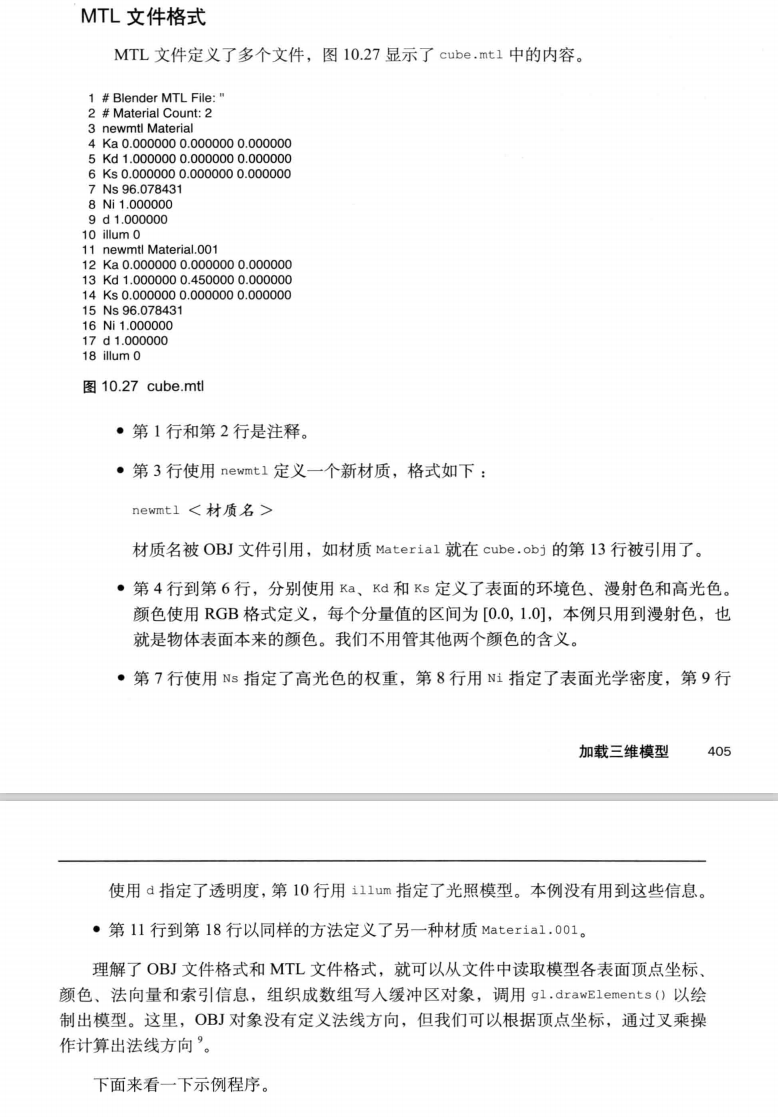 MTL 文件格式
MTL 文件定义了多个文件，图 10.27 显示了 cube.mtl 中的内容。
1 # Blender MTL File: "
2 # Material Count: 2
3 newmtl Material
4 Ka 0.000000 0.000000 0.000000
5 Kd 1.000000 0.000000 0.000000
6 Ks 0.000000 0.000000 0.000000
7 Ns 96.078431
8 Ni 1.000000
9 d 1.000000
10 illum 0
11 newmtl Material.001
12 Ka 0.000000 0.000000 0.000000
13 Kd 1.000000 0.450000 0.000000
14 Ks 0.000000 0.000000 0.000000
15 Ns 96.078431
16 Ni 1.000000
17 d 1.000000
18 illum 0
图 10.27 cube.mtl
● 第 1 行和第 2 行是注释。
● 第 3 行使用 newmtl 定义一个新材质，格式如下：
newmtl ＜材质名＞
材质名被 OBJ 文件引用，如材质 Material 就在 cube.obj 的第 13 行被引用了。
● 第 4 行到第 6 行，分别使用 Ka、Kd 和 Ks 定义了表面的环境色、漫射色和高光色。
颜色使用 RGB 格式定义，每个分量值的区间为 [0.0, 1.0]，本例只用到漫射色，也
就是物体表面本来的颜色。我们不用管其他两个颜色的含义。
● 第 7 行使用 Ns 指定了高光色的权重，第 8 行用 Ni 指定了表面光学密度，第 9 行
加载三维模型 405
使用 d 指定了透明度，第 10 行用 illum 指定了光照模型。本例没有用到这些信息。
● 第 11 行到第 18 行以同样的方法定义了另一种材质 Material.001。
理解了 OBJ 文件格式和 MTL 文件格式，就可以从文件中读取模型各表面顶点坐标、
颜色、法向量和索引信息，组织成数组写入缓冲区对象，调用 gl.drawElements() 以绘
制出模型。这里，OBJ 对象没有定义法线方向，但我们可以根据顶点坐标，通过叉乘操
作计算出法线方向⁹。
下面来看一下示例程序。